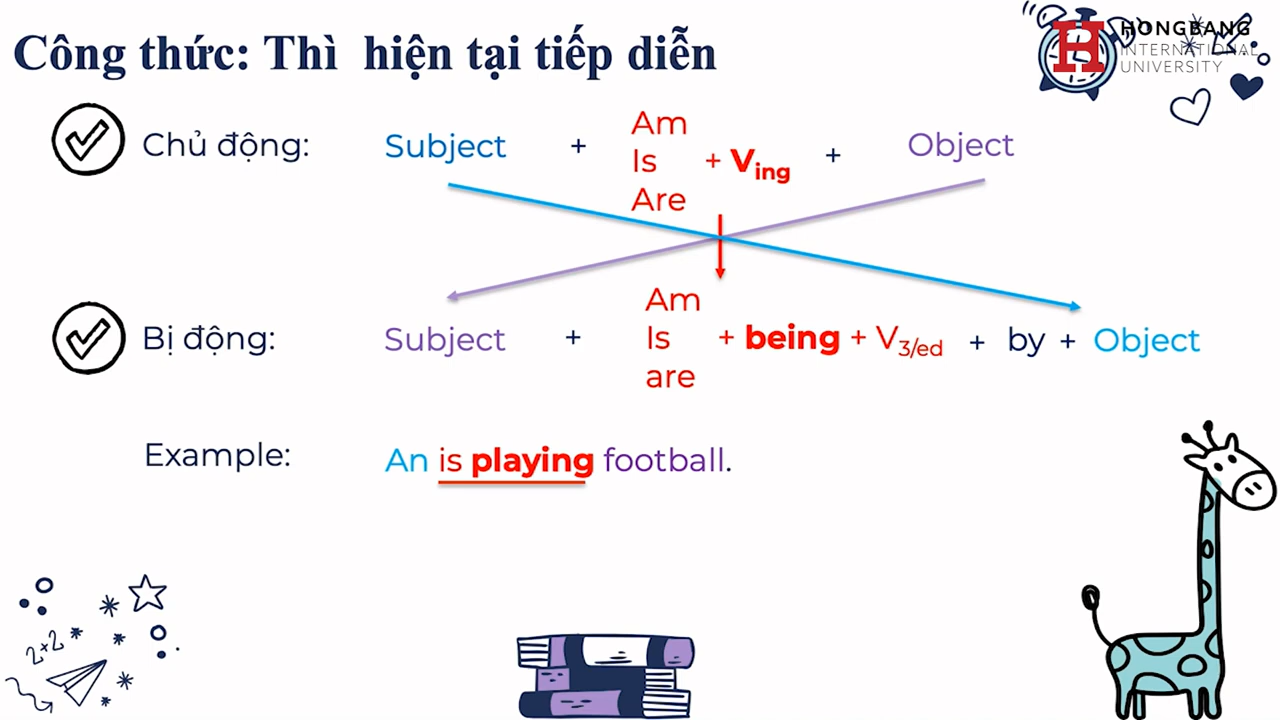 Công thức: Thì hiện tại tiếp diễn
HONGBANG
INTERNATIONAL
UNIVERSITY
Chủ động: Subject + Am Is Are + Ving + Object
Bị động: Subject + Am Is are + being + V3/ed + by + Object
Example: An is playing football.
2+2